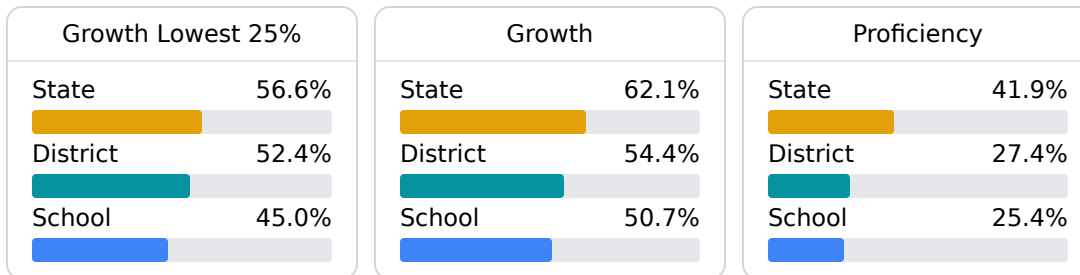 Growth Lowest 25%
State 56.6%
District 52.4%
School 45.0%
Growth
State 62.1%
District 54.4%
School 50.7%
Proficiency
State 41.9%
District 27.4%
School 25.4%